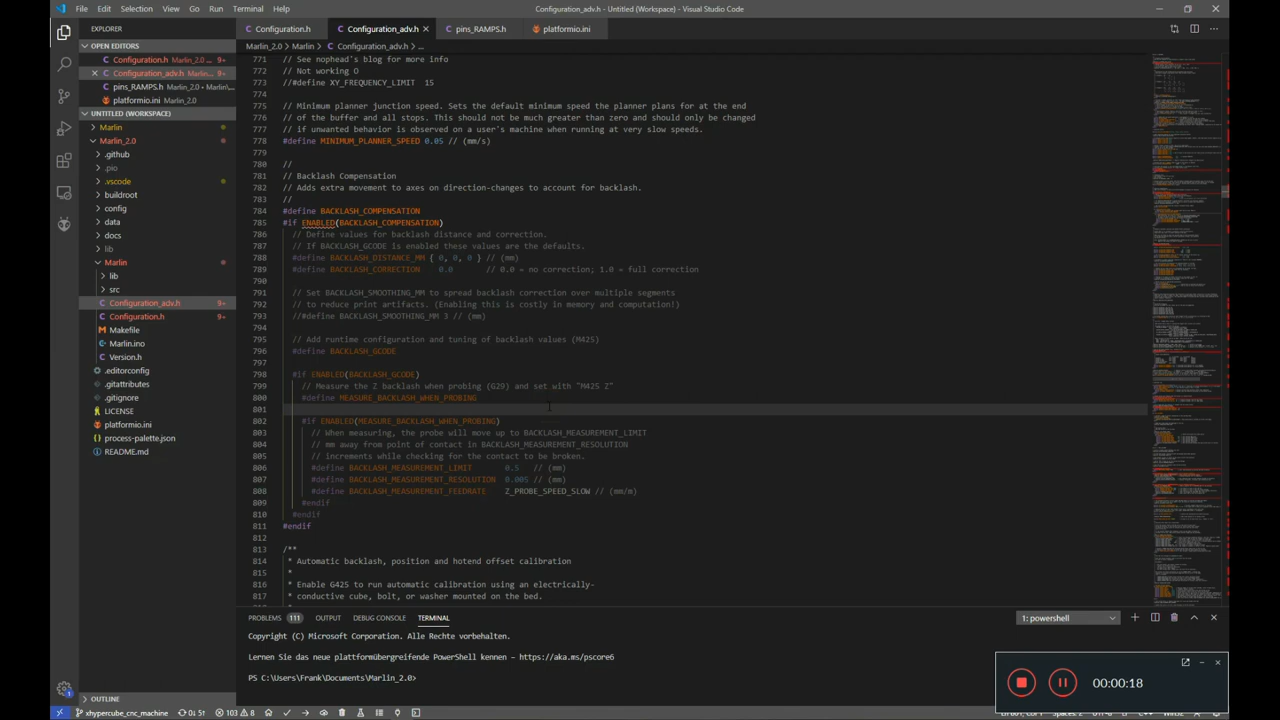 File Edit Selection View Go Run Terminal Help
Configuration_adv.h - Untitled (Workspace) - Visual Studio Code
EXPLORER
OPEN EDITORS
Configuration.h 9+
Configuration_adv.h Marlin... 9+
pins_RAMPS.h Marlin_2.0 • Marlin\...
platformio.ini Marlin_2.0
UNTITLED (WORKSPACE)
Marlin
Marlin_2.0
.github
.pio
.vscode
buildroot
config
data
docs
lib
Marlin
lib
src
Configuration_adv.h 9+
Configuration.h 9+
Makefile
Marlin.ino
Version.h
.editorconfig
.gitattributes
.gitignore
LICENSE
platformio.ini
process-palette.json
README.md
OUTLINE
Configuration.h
Configuration_adv.h
pins_RAMPS.h
platformio.ini
Marlin_2.0 > Marlin > Configuration_adv.h > ...
771 // See nophead's blog for more info
772 // Not working O
773 //#define XY_FREQUENCY_LIMIT 15
774
775 // Minimum planner junction speed. Sets the default minimum speed the planner plans for at the end
776 // of the buffer and all stops. This should not be much greater than zero and should only be changed
777 // if unwanted behavior is observed on a user's machine when running at very slow speeds.
778 #define MINIMUM_PLANNER_SPEED 0.05 // (mm/s)
779
780 //
781 // Backlash Compensation
782 // Adds extra movement to axes on direction-changes to account for backlash.
783 //
784 #define BACKLASH_COMPENSATION
785 #if ENABLED(BACKLASH_COMPENSATION)
786 // Define values for backlash distance and correction.
787 // If BACKLASH_GCODE is enabled these values are the defaults.
788 #define BACKLASH_DISTANCE_MM { 0, 0, 0 } // (mm)
789 #define BACKLASH_CORRECTION 0.0 // 0.0 = no correction; 1.0 = full correction
790
791 // Set BACKLASH_SMOOTHING_MM to spread backlash correction over multiple segments
792 // to reduce print artifacts. (Enabling this is costly in memory and computation!)
793 //#define BACKLASH_SMOOTHING_MM 3 // (mm)
794
795 // Add runtime configuration and tuning of backlash values (M425)
796 #define BACKLASH_GCODE
797
798 #if ENABLED(BACKLASH_GCODE)
799 // Measure the Z backlash when probing (G29) and set with "M425 Z"
800 #define MEASURE_BACKLASH_WHEN_PROBING
801
802 #if ENABLED(MEASURE_BACKLASH_WHEN_PROBING)
803 // When measuring, the probe will move up to BACKLASH_MEASUREMENT_LIMIT
804 // mm away from point of contact in BACKLASH_MEASUREMENT_RESOLUTION
805 // increments while checking for the contact to be broken.
806 #define BACKLASH_MEASUREMENT_LIMIT 0.5 // (mm)
807 #define BACKLASH_MEASUREMENT_RESOLUTION 0.005 // (mm)
808 #define BACKLASH_MEASUREMENT_FEEDRATE Z_PROBE_SPEED_SLOW // (mm/m)
809 #endif
810 #endif
811 #endif
812
813 /**
814 * Automatic backlash, position and hotend offset calibration
815 *
816 * Enable G425 to run automatic calibration using an electrically-
817 * conductive cube, bolt, or washer mounted on the bed.
818 *
PROBLEMS 111 OUTPUT DEBUG CONSOLE TERMINAL
1: powershell
Copyright (C) Microsoft Corporation. Alle Rechte vorbehalten.
Lernen Sie das neue plattformübergreifende PowerShell kennen – https://aka.ms/pscore6
PS C:\Users\Frank\Documents\Marlin_2.0>
00:00:18
xhypercube_cnc_machine 0↓ 5↑ 103 8